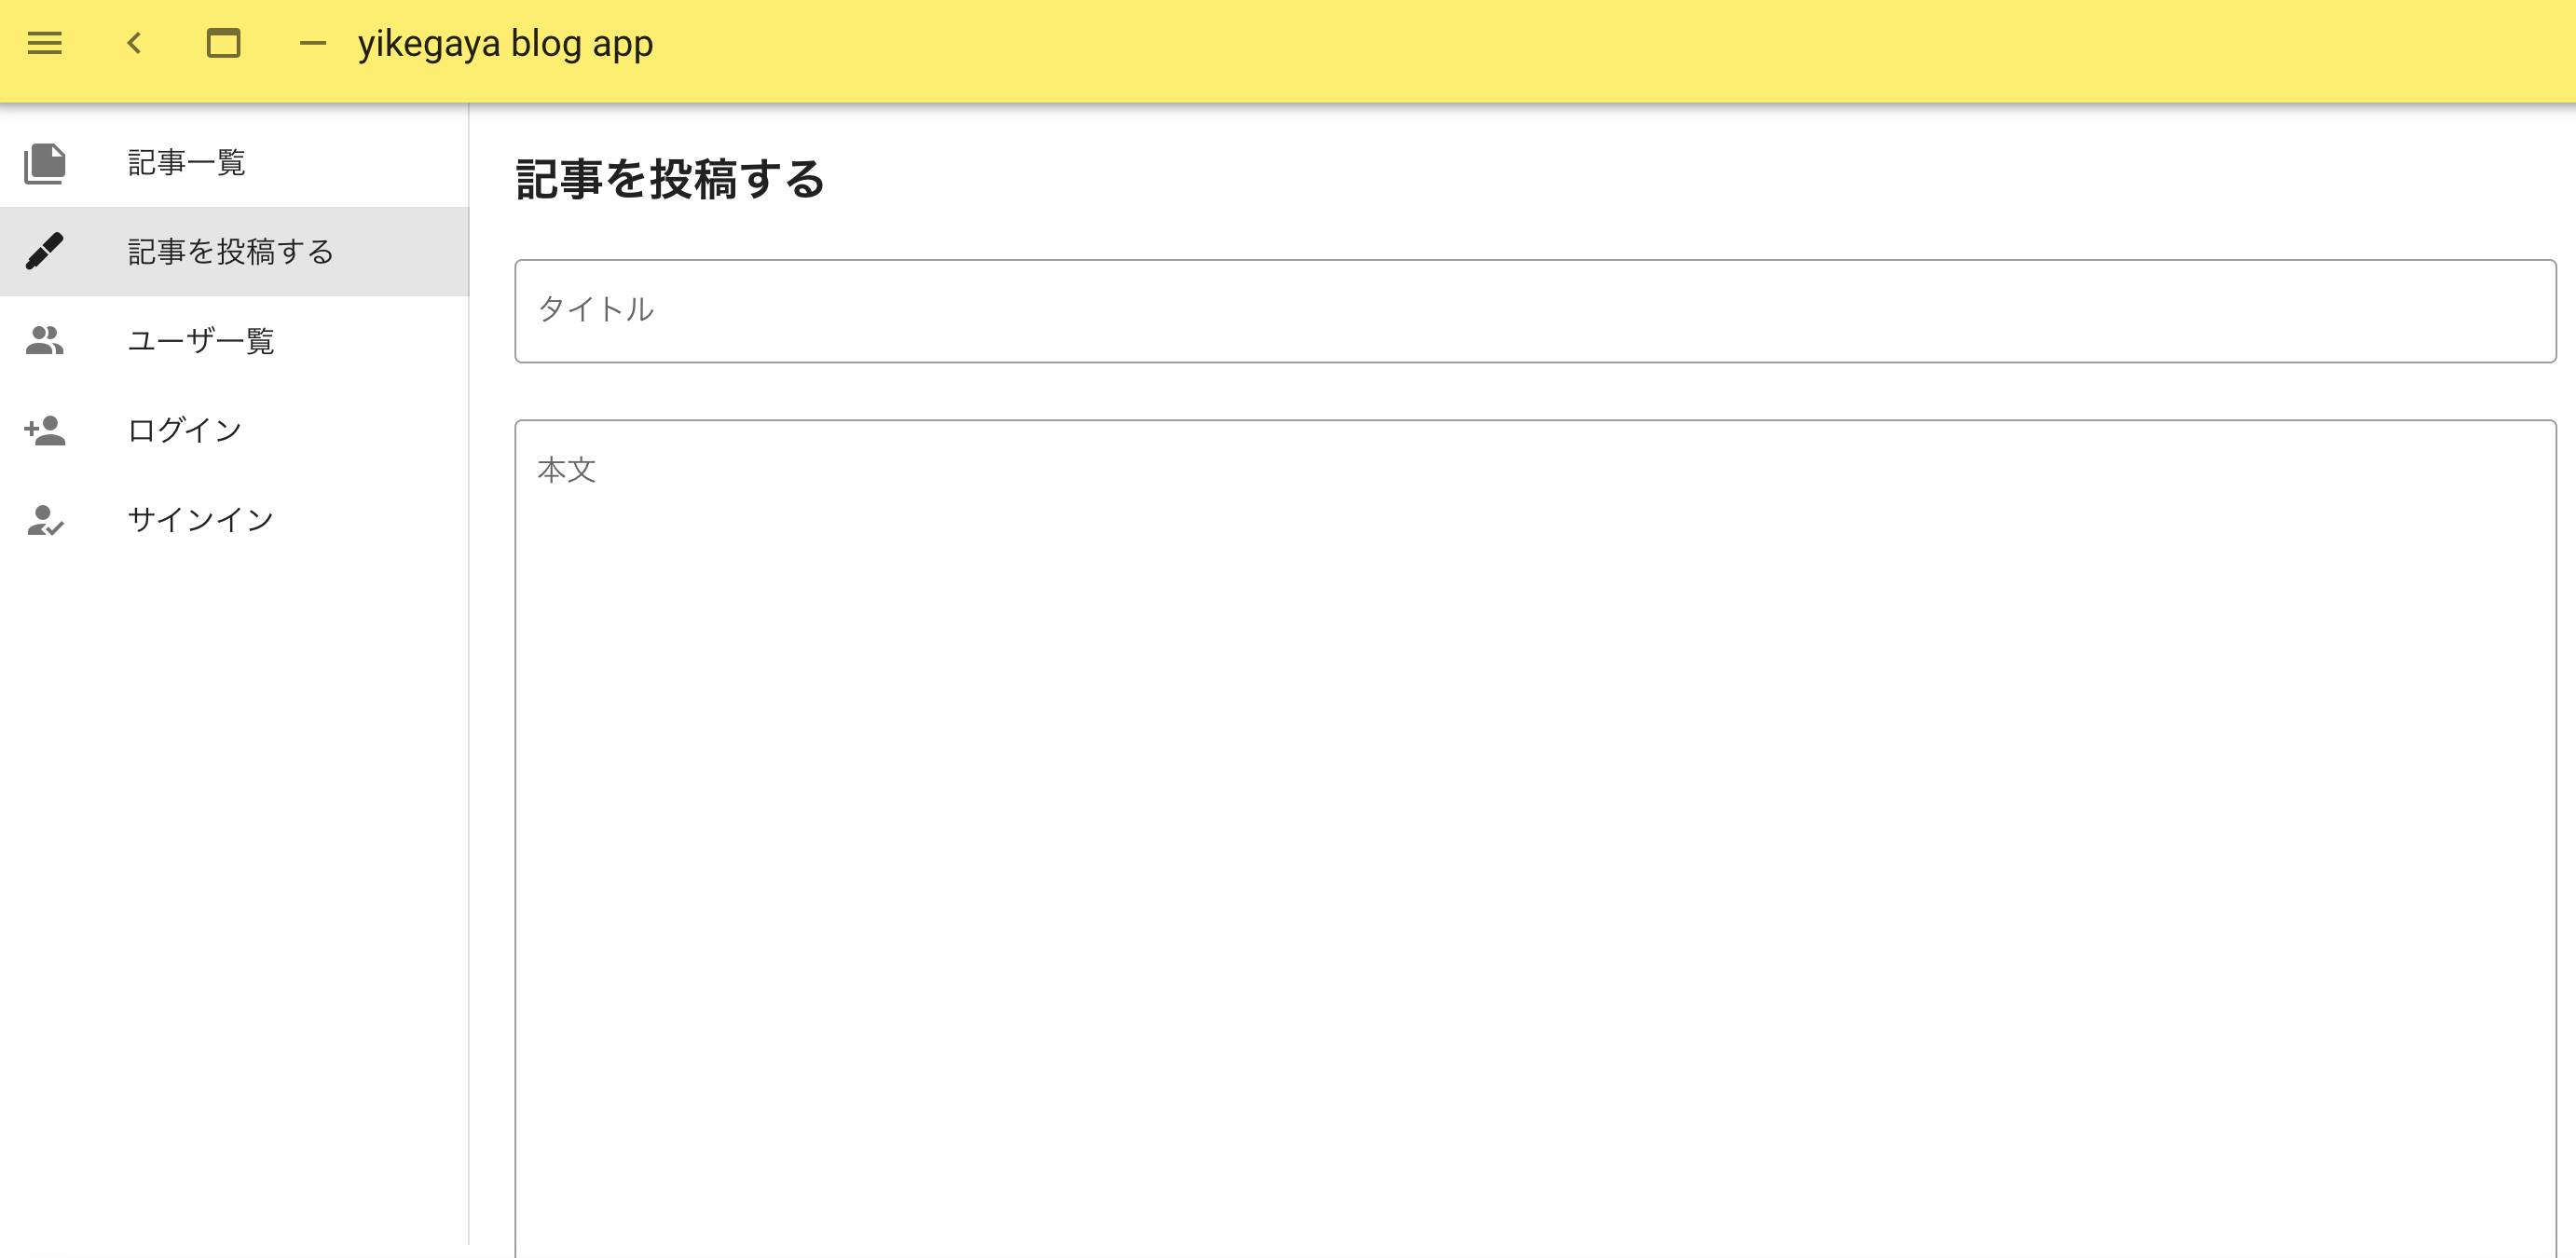 yikegaya blog app
記事一覧
記事を投稿する
ユーザ一覧
ログイン
サインイン
記事を投稿する
タイトル
本文